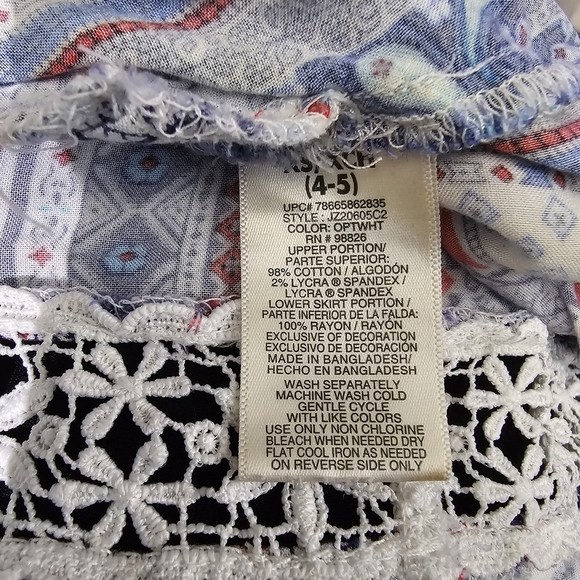 XS / XCH
(4-5)
UPC# 78665862835
STYLE : JZ20605C2
COLOR: OPTWHT
RN # 98826
UPPER PORTION/
PARTE SUPERIOR:
98% COTTON / ALGODÓN
2% LYCRA ® SPANDEX /
LYCRA ® SPANDEX
LOWER SKIRT PORTION /
PARTE INFERIOR DE LA FALDA:
100% RAYON / RAYÓN
EXCLUSIVE OF DECORATION
EXCLUSIVO DE DECORACIÓN
MADE IN BANGLADESH/
HECHO EN BANGLADESH
WASH SEPARATELY
MACHINE WASH COLD
GENTLE CYCLE
WITH LIKE COLORS
USE ONLY NON CHLORINE
BLEACH WHEN NEEDED DRY
FLAT COOL IRON AS NEEDED
ON REVERSE SIDE ONLY